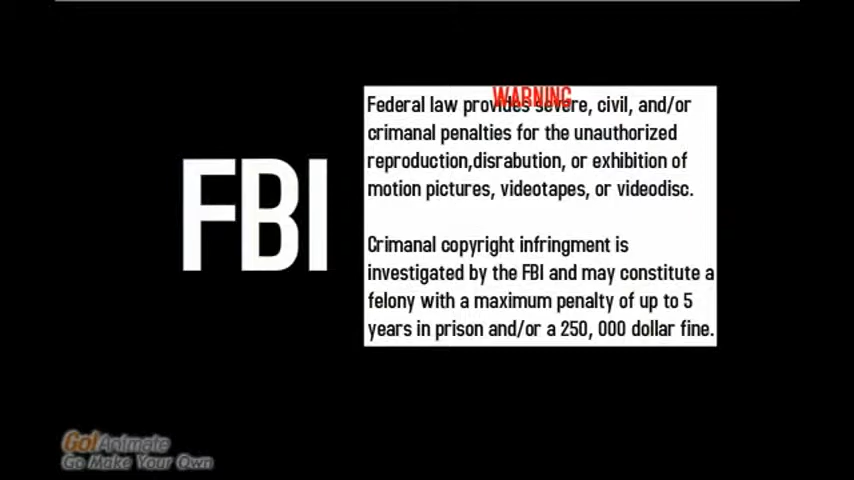 WARNING
Federal law provides severe, civil, and/or
crimanal penalties for the unauthorized
reproduction,disrabution, or exhibition of
motion pictures, videotapes, or videodisc.
Crimanal copyright infringment is
investigated by the FBI and may constitute a
felony with a maximum penalty of up to 5
years in prison and/or a 250, 000 dollar fine.
FBI
Go!Animate
Go Make Your Own